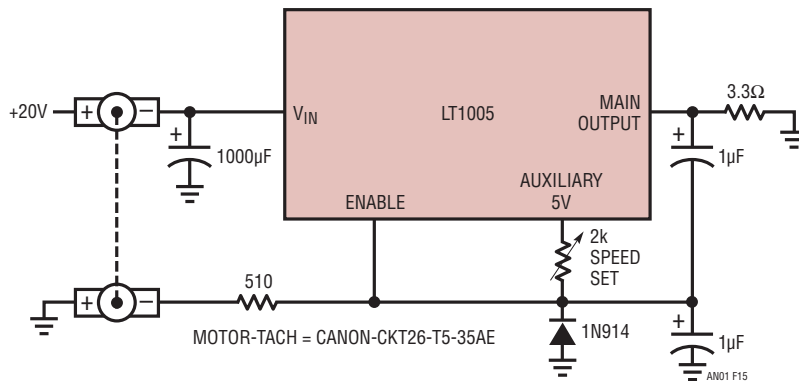 +20V
+
−
+
1000µF
VIN
LT1005
MAIN
OUTPUT
3.3Ω
+
1µF
ENABLE
AUXILIARY
5V
2k
SPEED
SET
+
−
510
MOTOR-TACH = CANON-CKT26-T5-35AE
1N914
+
1µF
AN01 F15